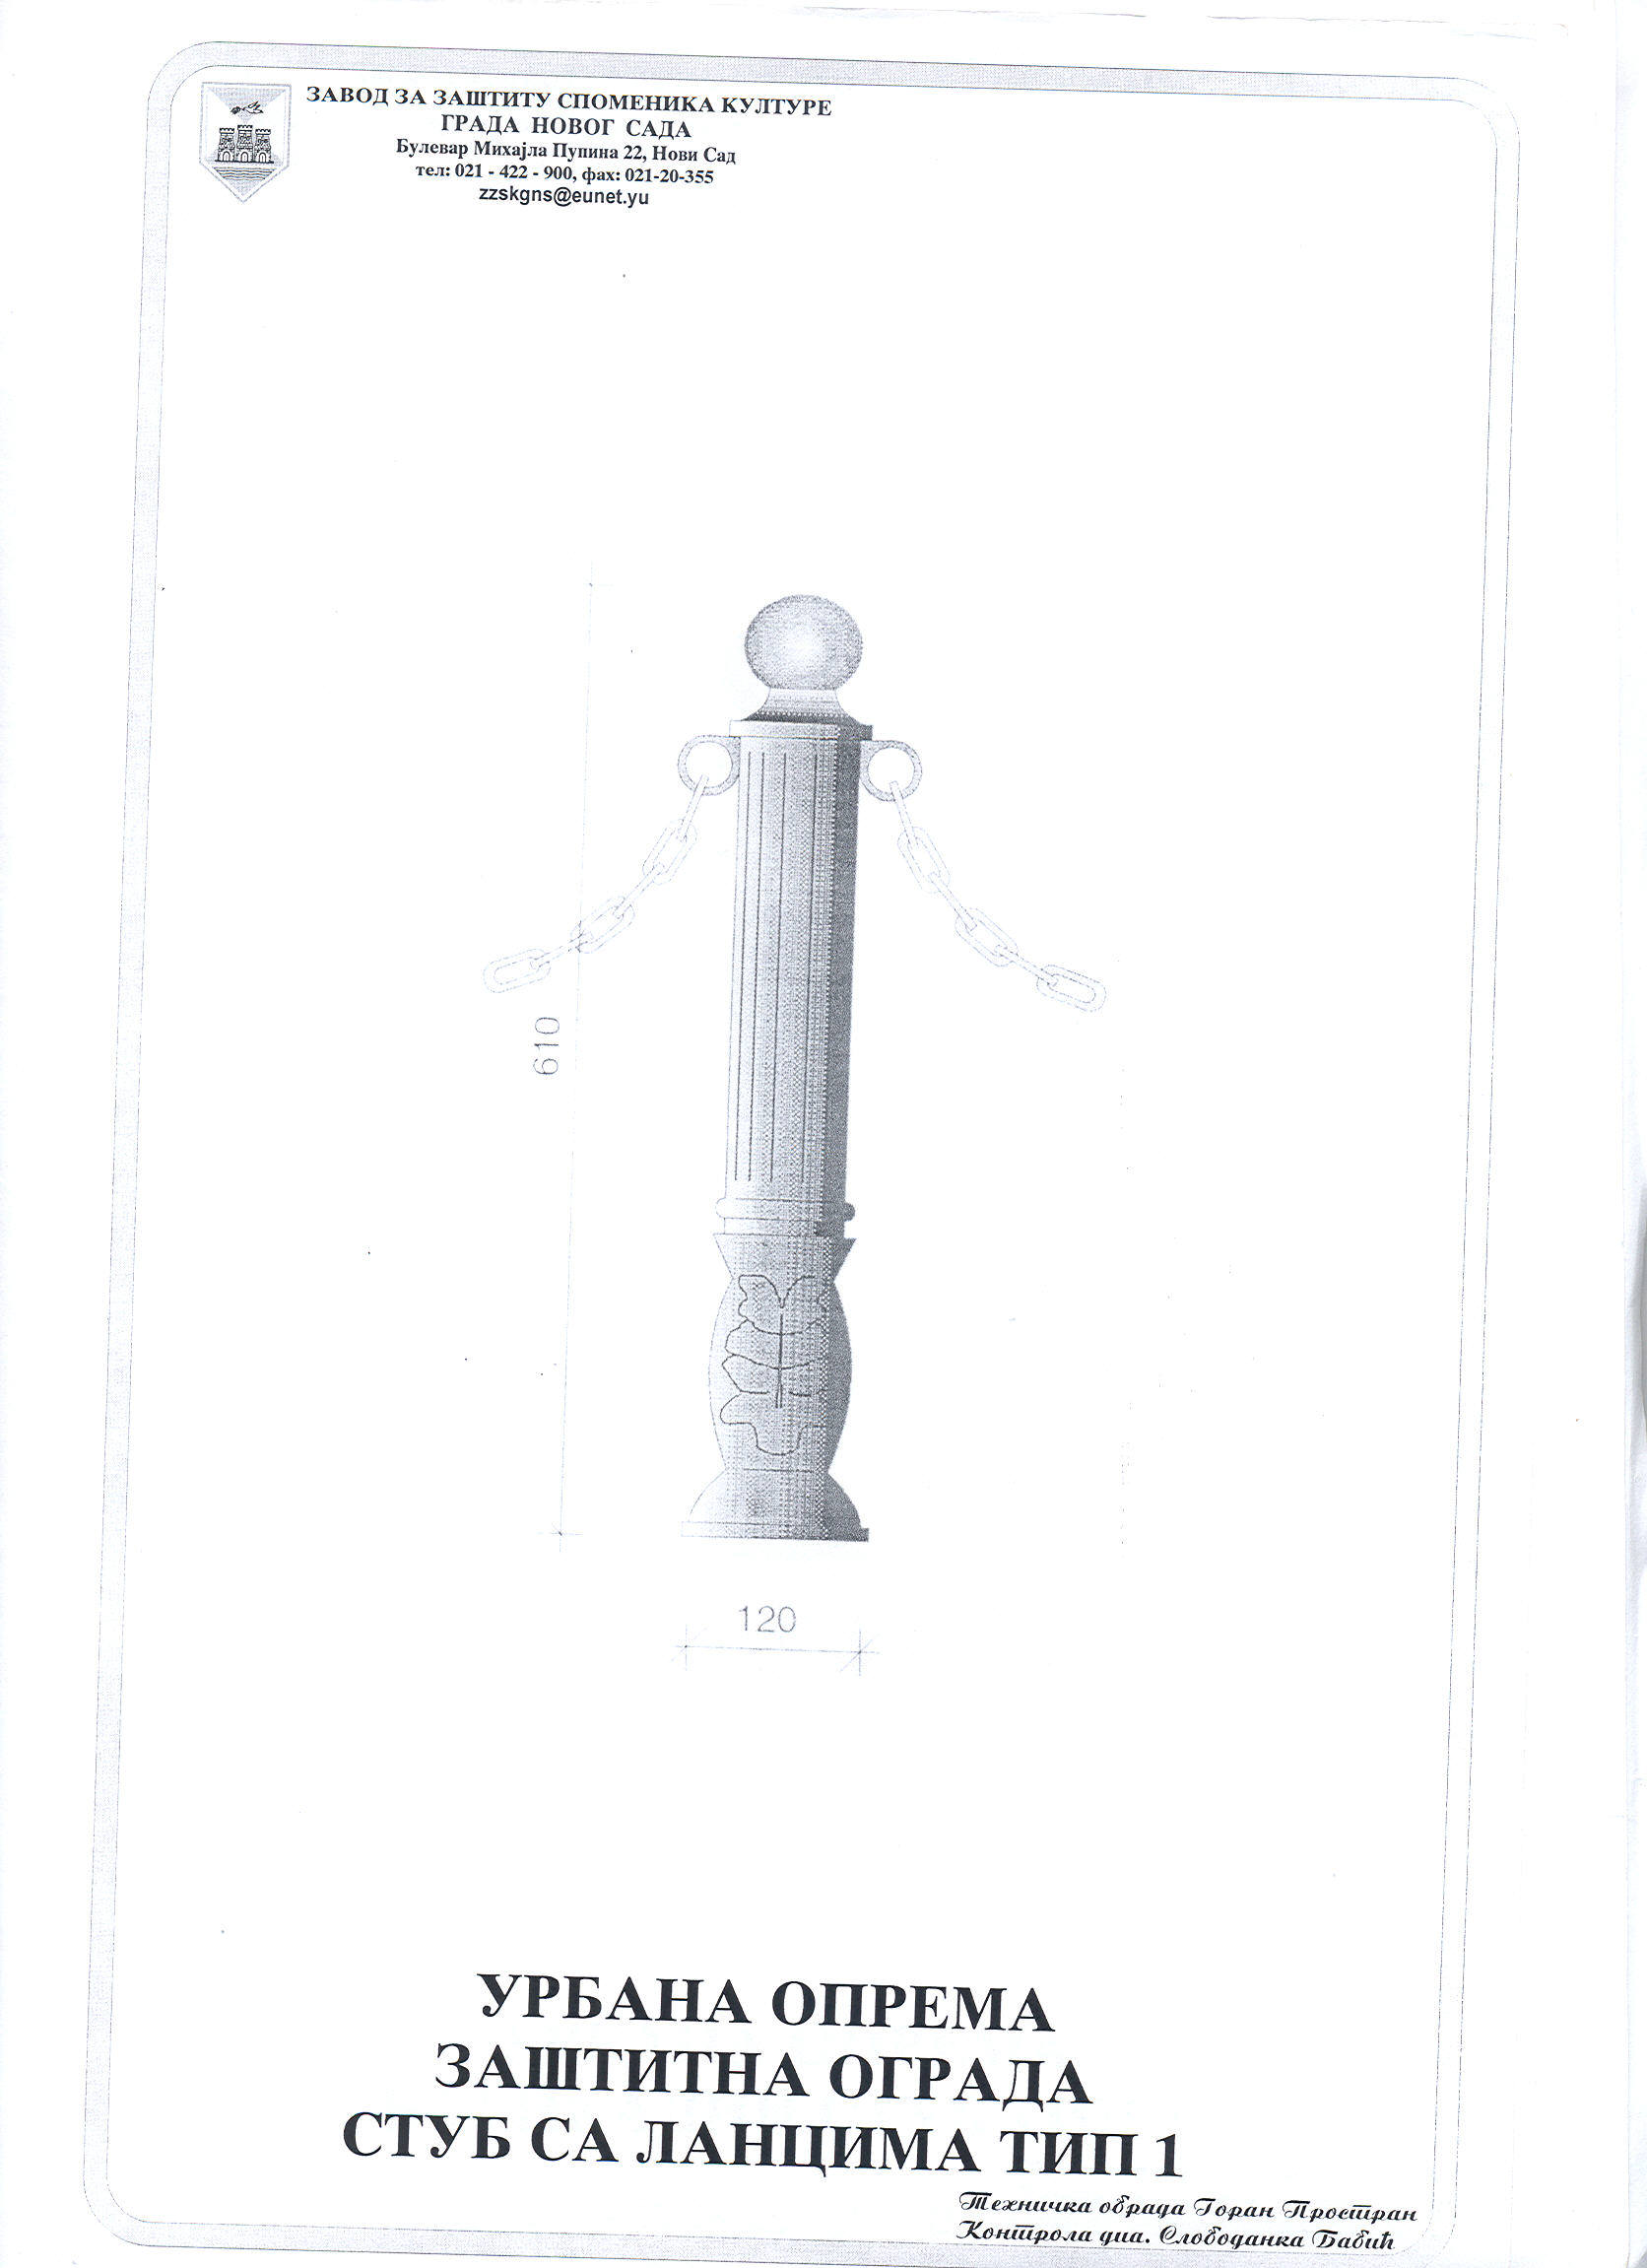 ЗАВОД ЗА ЗАШТИТУ СПОМЕНИКА КУЛТУРЕ
ГРАДА НОВОГ САДА
Булевар Михајла Пупина 22, Нови Сад
тел: 021 - 422 - 900, фах: 021-20-355
zzskgns@eunet.yu
610
120
УРБАНА ОПРЕМА
ЗАШТИТНА ОГРАДА
СТУБ СА ЛАНЦИМА ТИП 1
Техничка обрада Горан Простран
Контрола диа. Слободанка Бабић